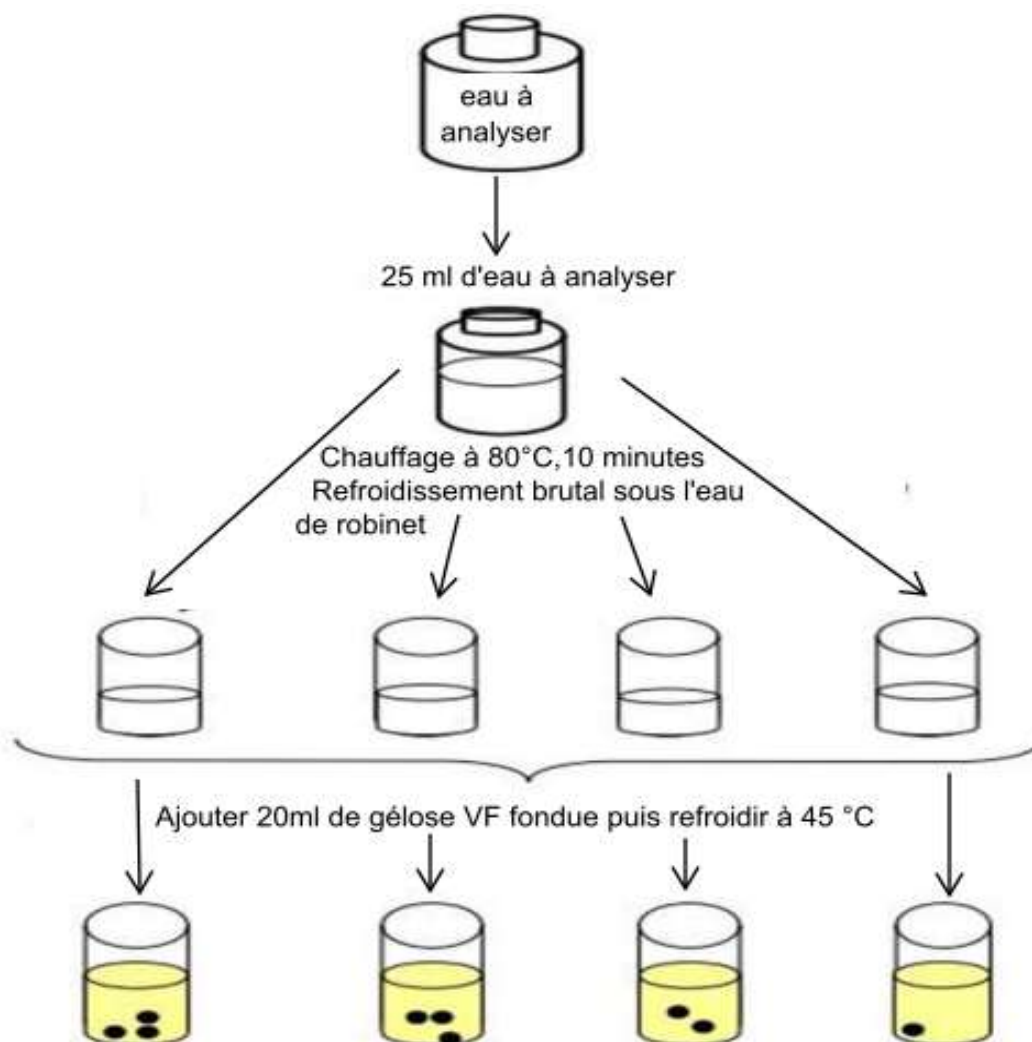 eau à
analyser
25 ml d'eau à analyser
Chauffage à 80°C,10 minutes
Refroidissement brutal sous l'eau
de robinet
Ajouter 20ml de gélose VF fondue puis refroidir à 45 °C